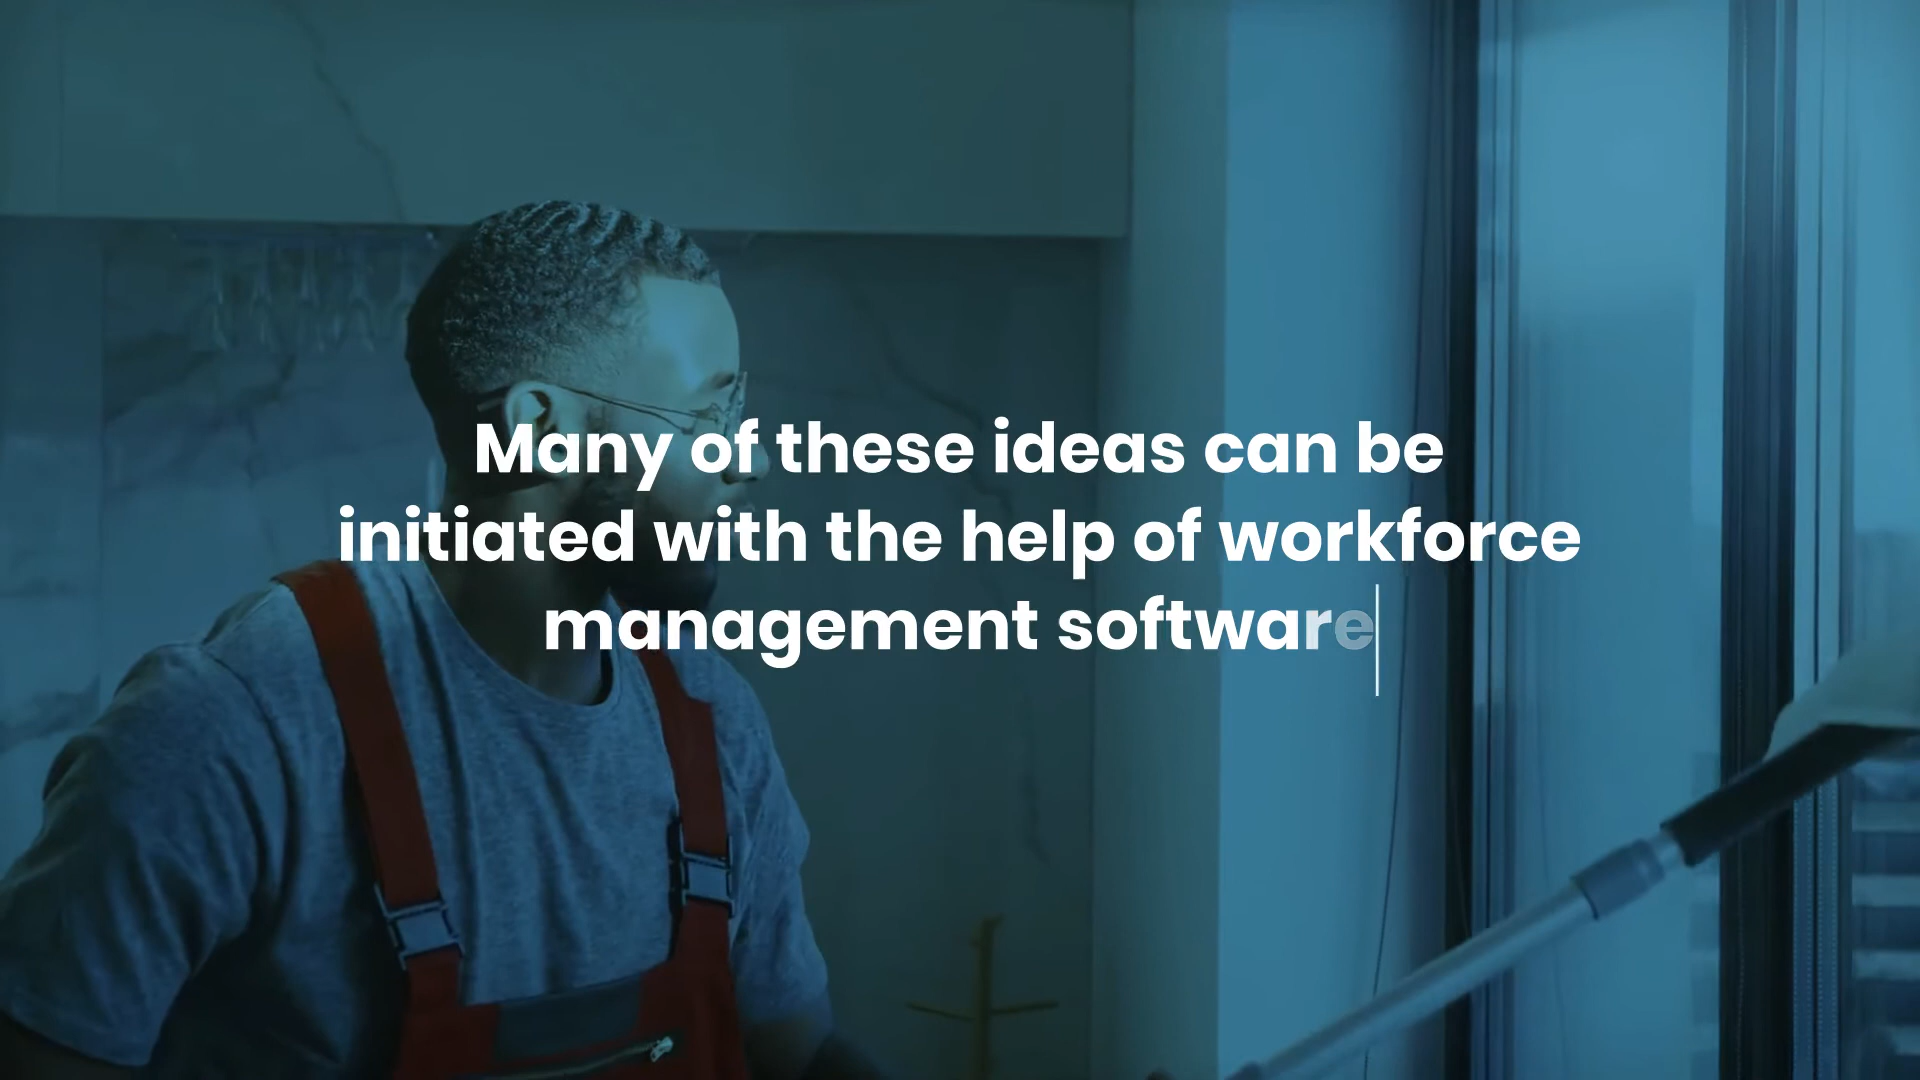 Many of these ideas can be
initiated with the help of workforce
management software